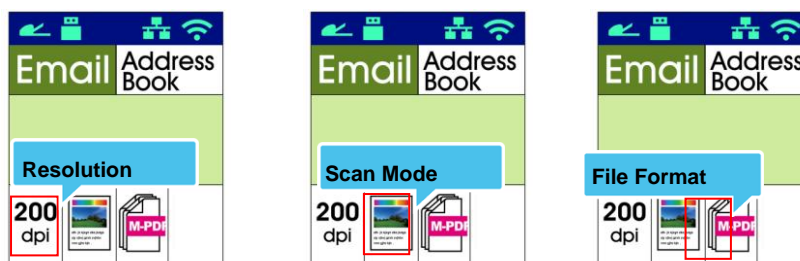 Email Address Book
Resolution
200 dpi
M-PDF
Email Address Book
Scan Mode
200 dpi
M-PDF
Email Address Book
File Format
200 dpi
M-PDF